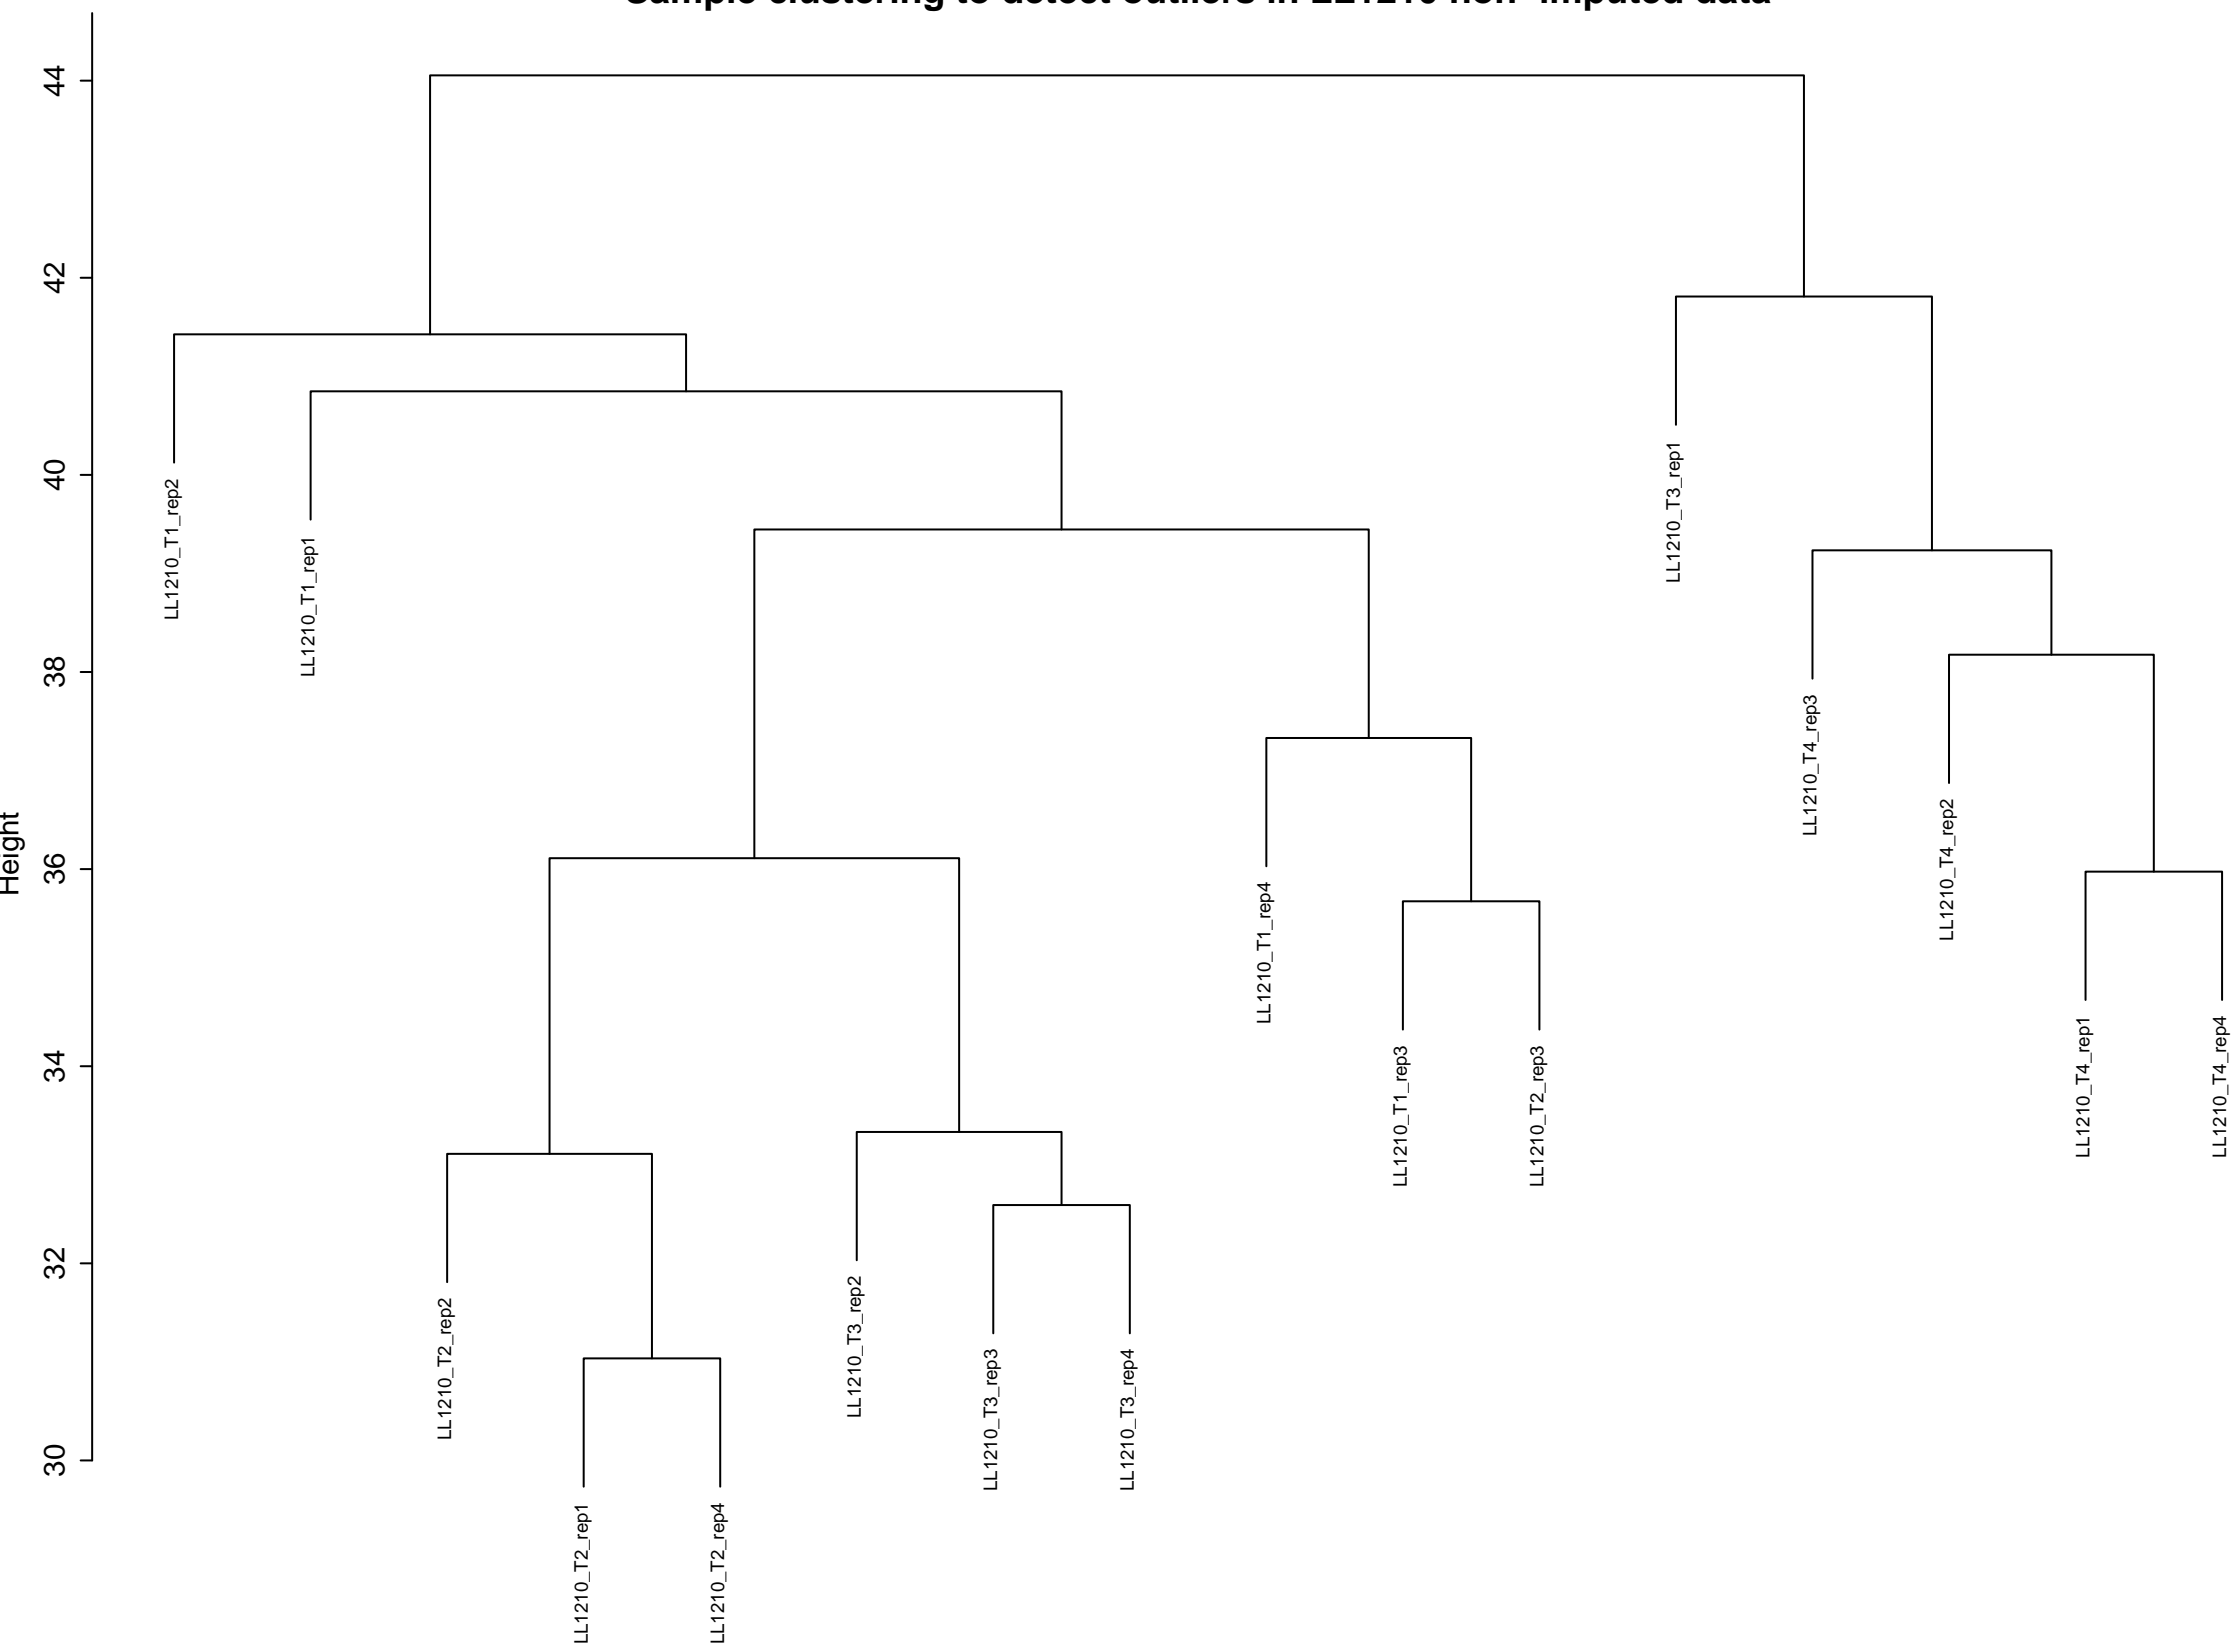 Sample clustering to detect outliers in LL1210 non-imputed data
Height
44
42
40
38
36
34
32
30
LL1210_T1_rep2
LL1210_T1_rep1
LL1210_T2_rep2
LL1210_T2_rep1
LL1210_T2_rep4
LL1210_T3_rep2
LL1210_T3_rep3
LL1210_T3_rep4
LL1210_T1_rep4
LL1210_T1_rep3
LL1210_T2_rep3
LL1210_T3_rep1
LL1210_T4_rep3
LL1210_T4_rep2
LL1210_T4_rep1
LL1210_T4_rep4